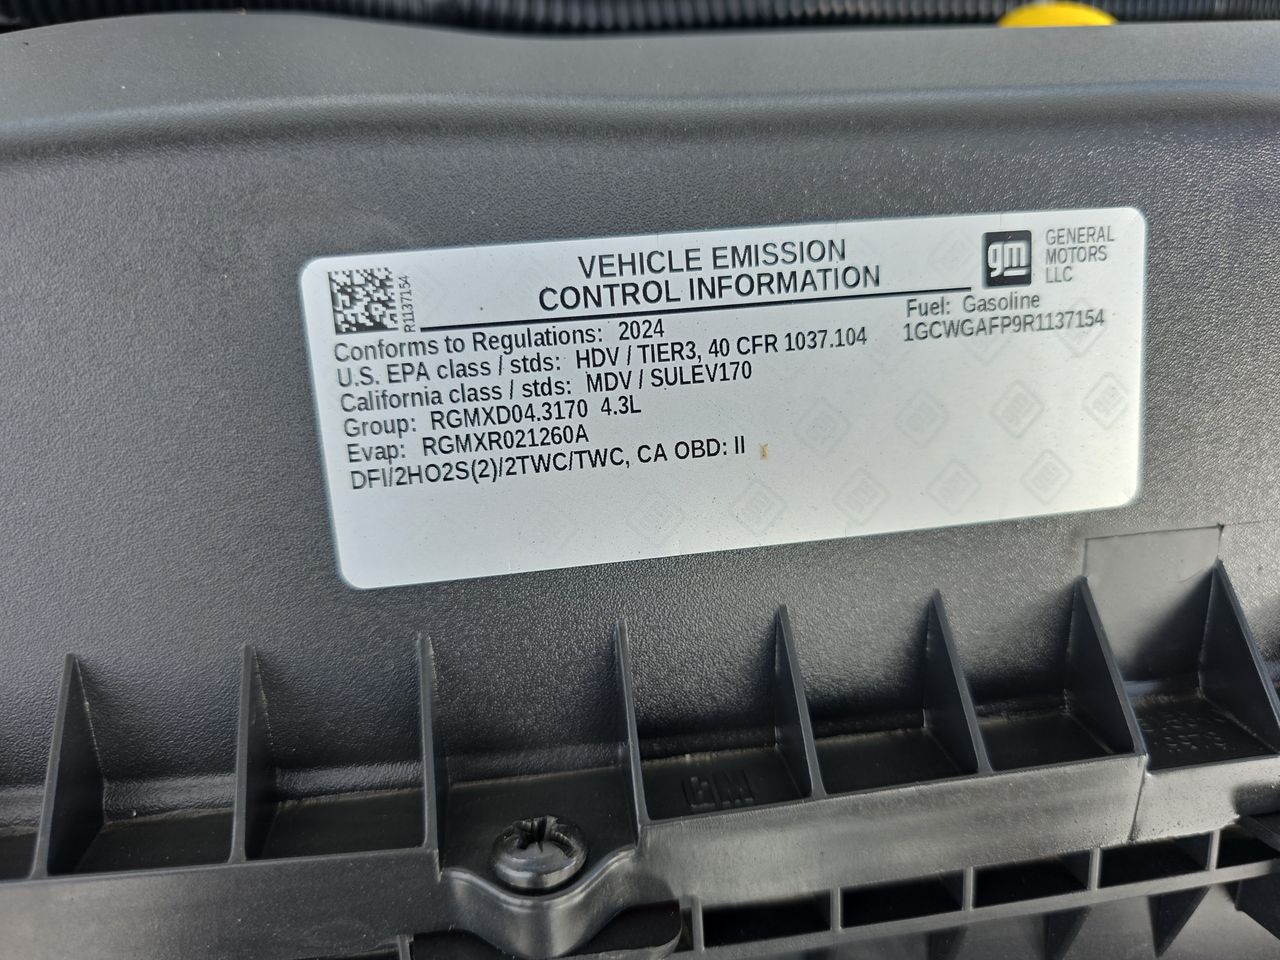 VEHICLE EMISSION
CONTROL INFORMATION
gm
GENERAL
MOTORS
LLC
R1137154
Conforms to Regulations: 2024
Fuel: Gasoline
U.S. EPA class / stds: HDV / TIER3, 40 CFR 1037.104
1GCWGAFP9R1137154
California class / stds: MDV / SULEV170
Group: RGMXD04.3170 4.3L
Evap: RGMXR021260A
DFI/2HO2S(2)/2TWC/TWC, CA OBD: II
GM